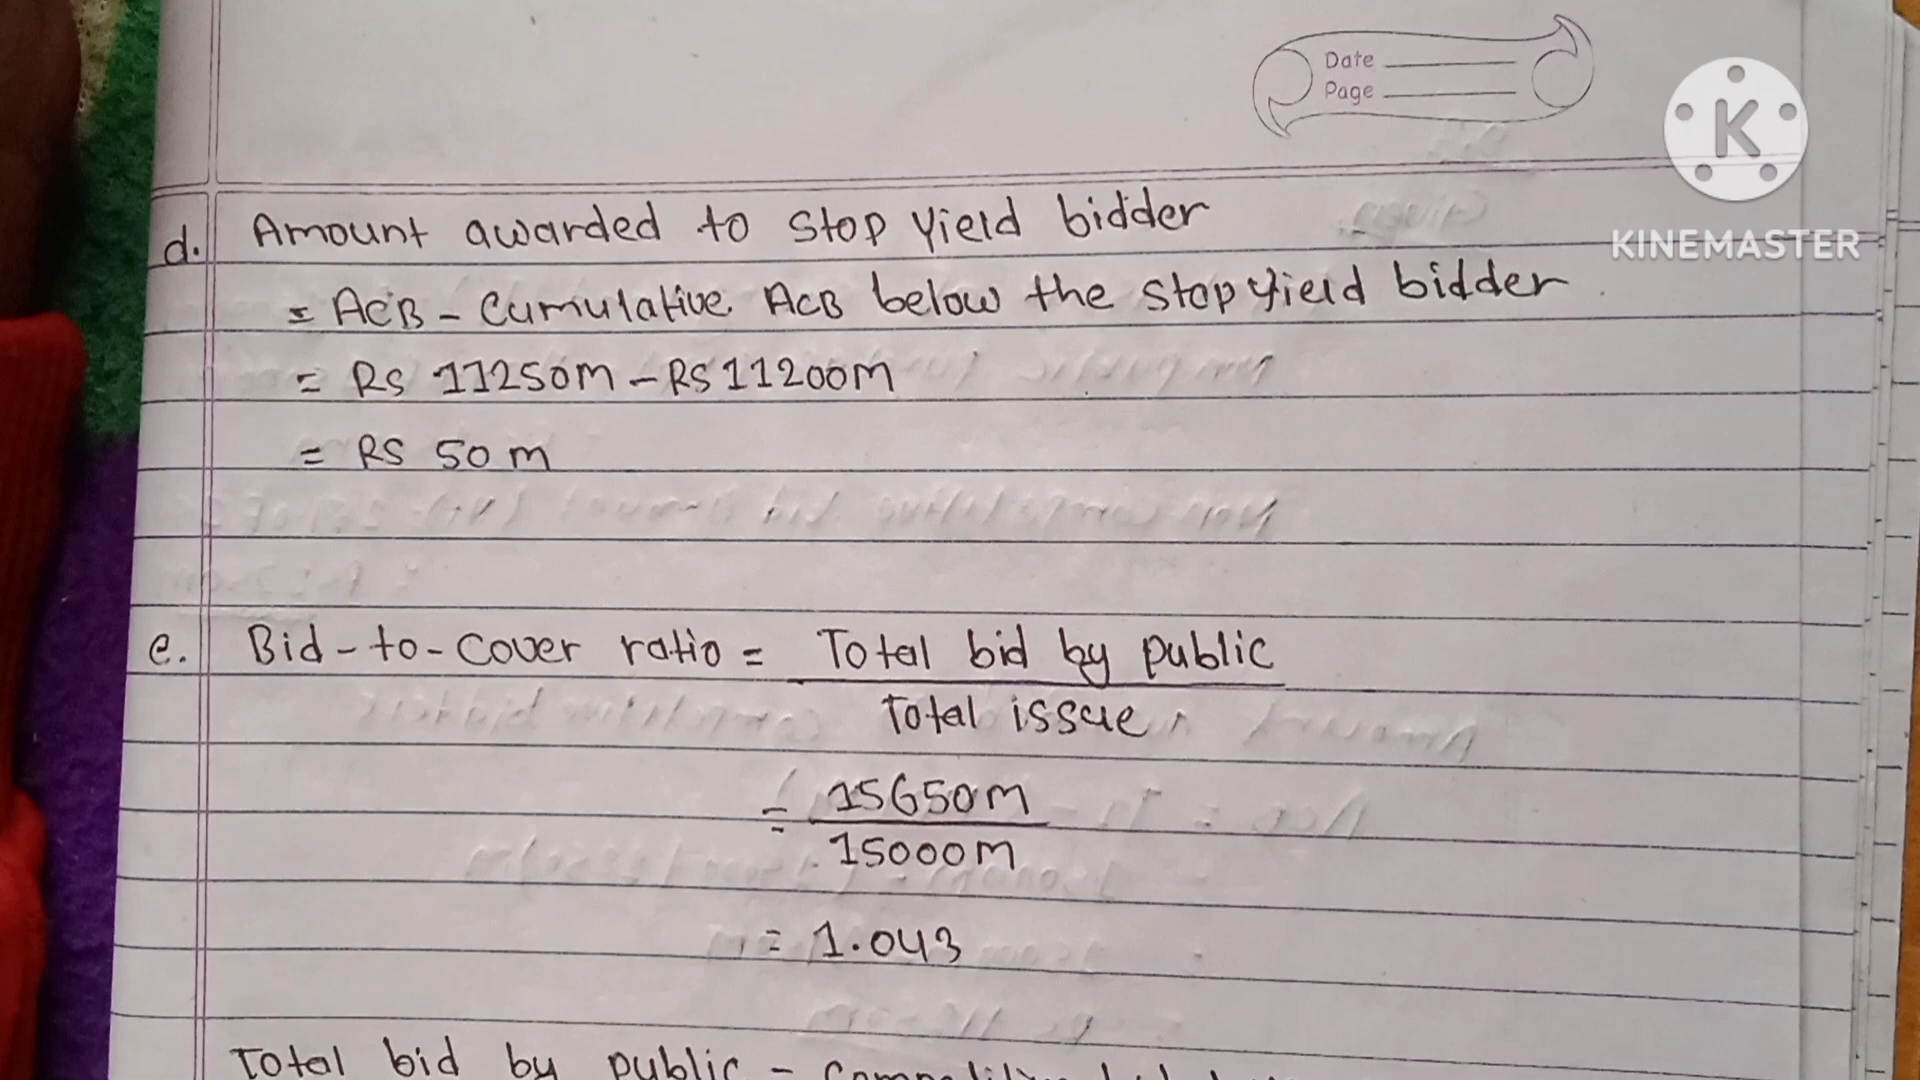 Date
Page
KINEMASTER
d. Amount awarded to stop yield bidder
= ACB - Cumulative ACB below the stop yield bidder
= Rs 11250m - RS 11200m
= RS 50 m
e. Bid-to-cover ratio = Total bid by public
Total issue
= 15650m
15000m
= 1.043
Total bid by public =